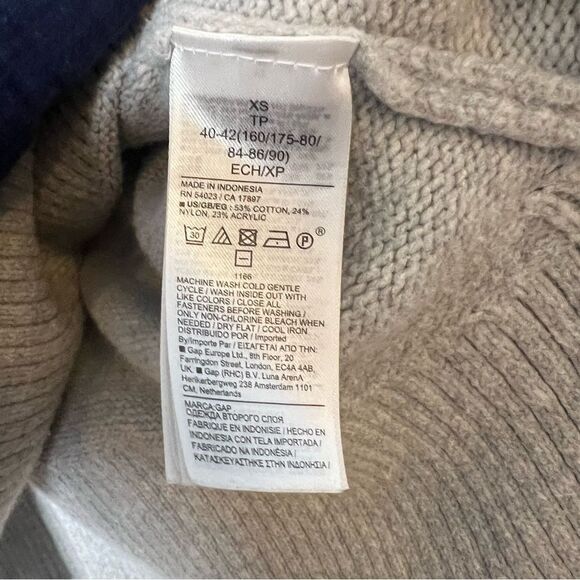 XS
TP
40-42(160/175-80/
84-86/90)
ECH/XP
MADE IN INDONESIA
RN 54023 / CA 17897
■ US/GB/EG : 53% COTTON, 24%
NYLON, 23% ACRYLIC
30
P
®
1166
MACHINE WASH COLD GENTLE
CYCLE / WASH INSIDE OUT WITH
LIKE COLORS / CLOSE ALL
FASTENERS BEFORE WASHING /
ONLY NON-CHLORINE BLEACH WHEN
NEEDED / DRY FLAT / COOL IRON
DISTRIBUIDO POR / Imported
By/Importe Par / ΕΙΣΑΓΕΤΑΙ ΑΠΟ ΤΗΝ:
■ Gap Europe Ltd., 8th Floor, 20
Farringdon Street, London, EC4A 4AB,
UK. ■ Gap (RHC) B.V. Luna ArenA
Herikerbergweg 238 Amsterdam 1101
CM, Netherlands
MARCA:GAP
ОДЕЖДА ВТОРОГО СЛОЯ
FABRIQUE EN INDONISIE / HECHO EN
INDONESIA CON TELA IMPORTADA /
FABRICADO NA INDONÉSIA /
ΚΑΤΑΣΚΕΥΑΣΤΗΚΕ ΣΤΗΝ ΙΝΔΟΝΗΣΙΑ /